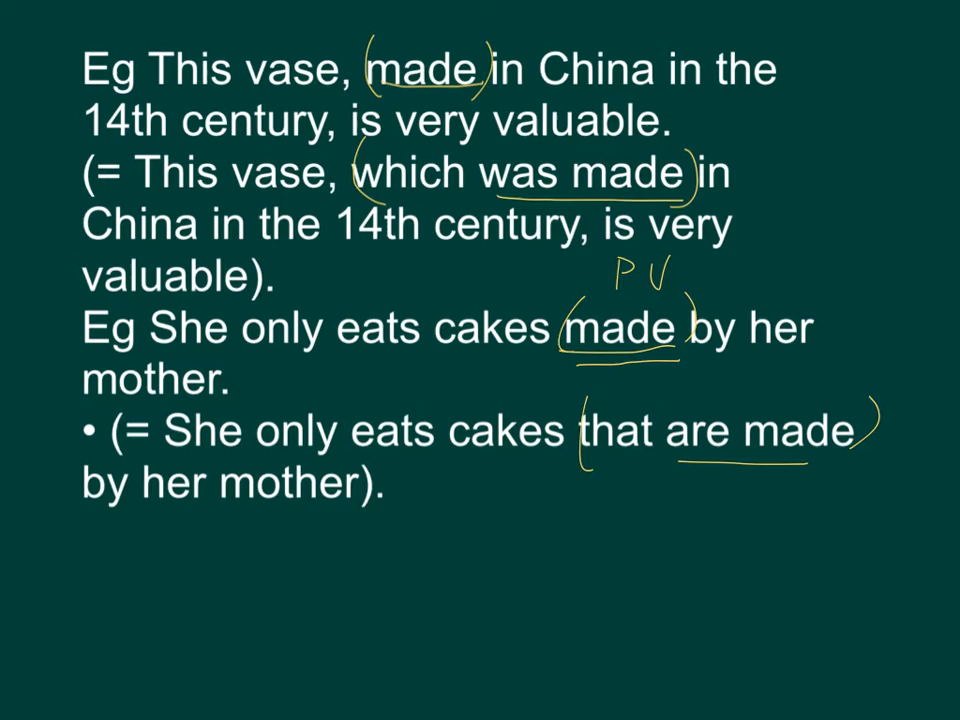 Eg This vase, made in China in the
14th century, is very valuable.
(= This vase, which was made in
China in the 14th century, is very
valuable).
PV
Eg She only eats cakes made by her
mother.
• (= She only eats cakes that are made
by her mother).